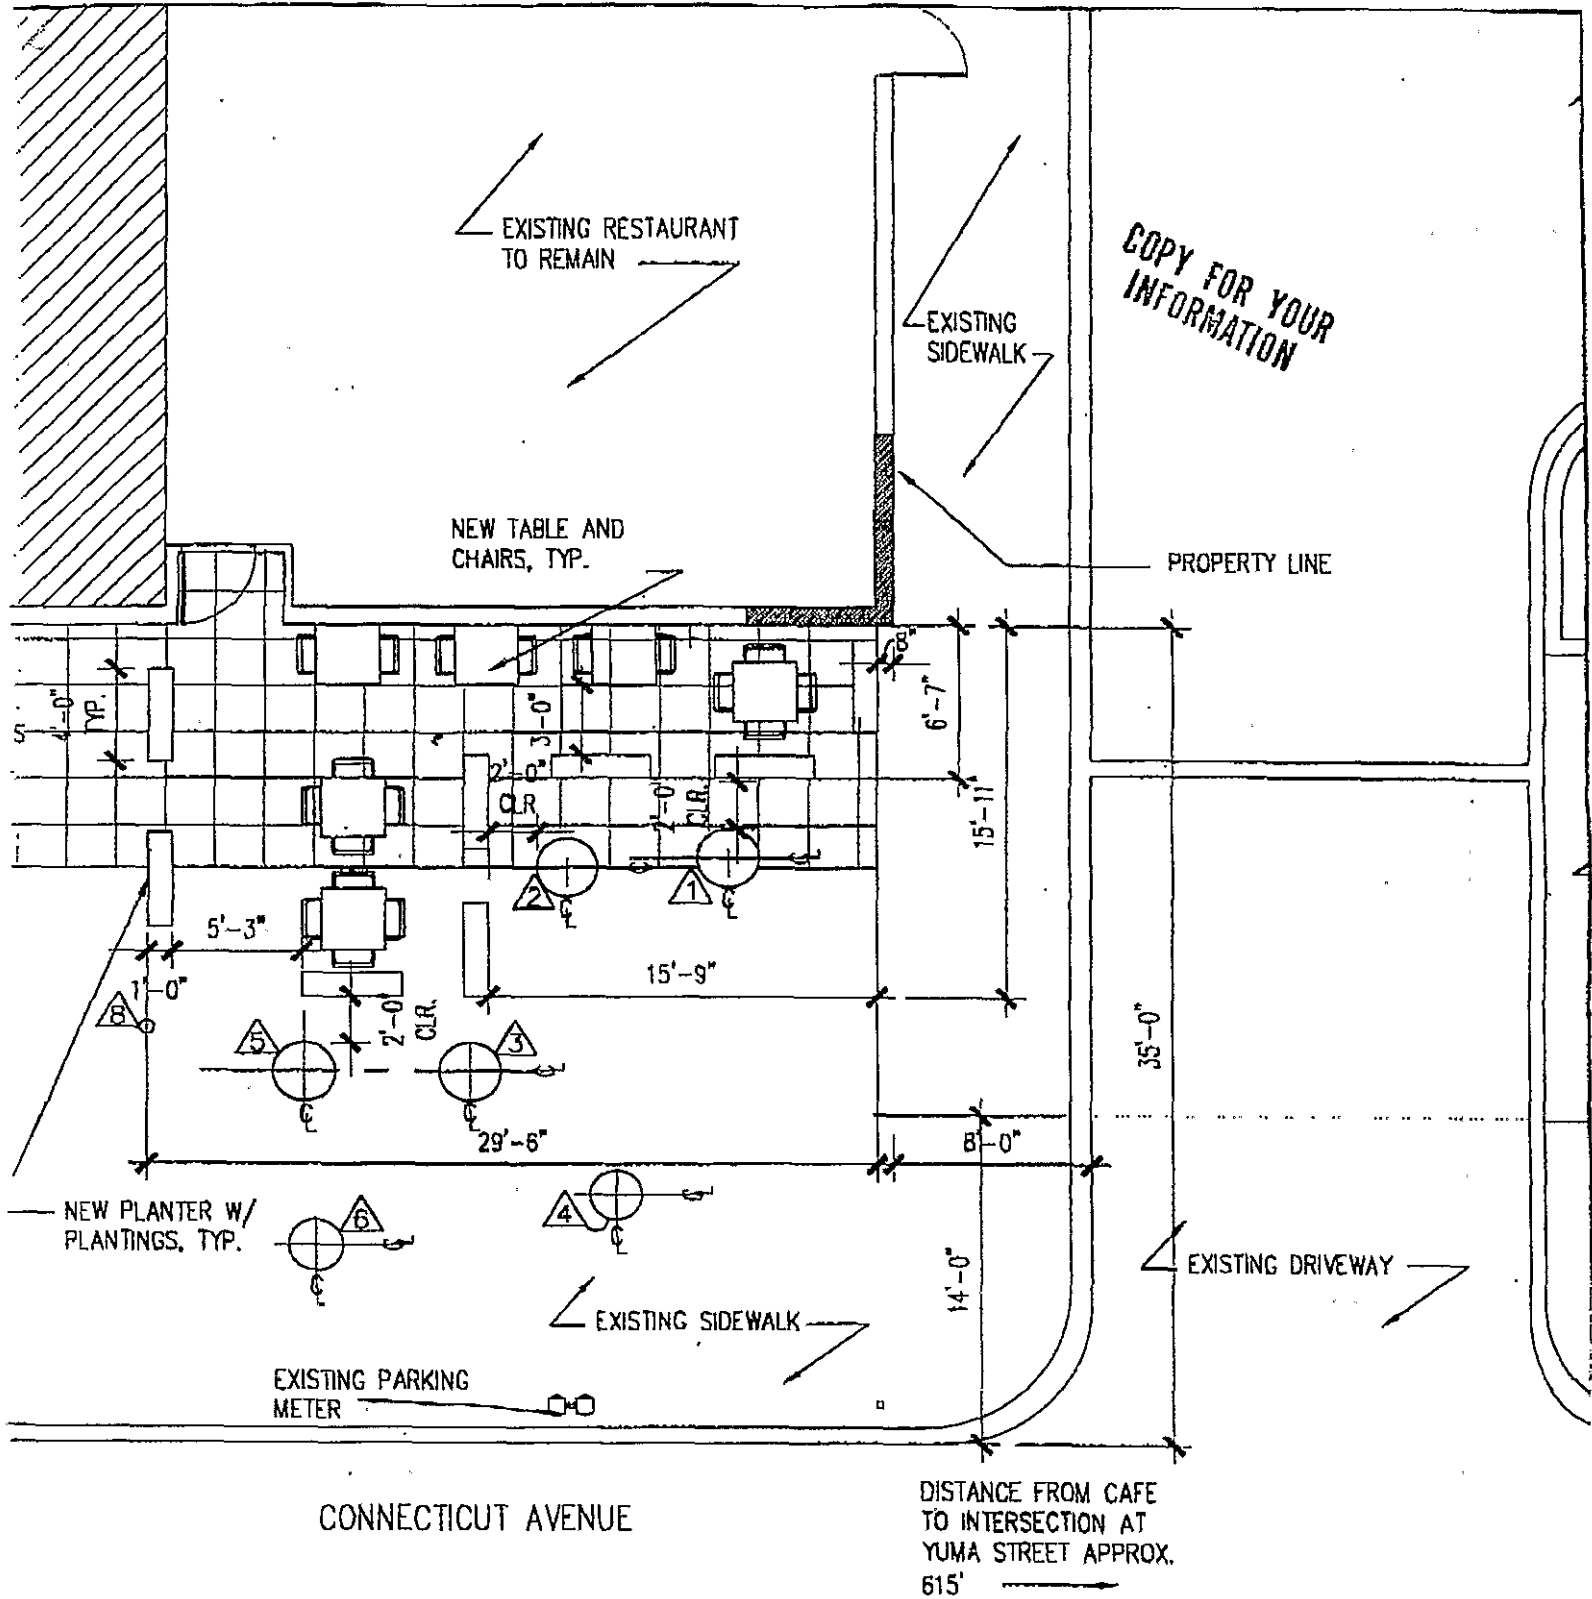 EXISTING RESTAURANT
TO REMAIN
COPY FOR YOUR
INFORMATION
EXISTING
SIDEWALK
NEW TABLE AND
CHAIRS, TYP.
PROPERTY LINE
8"
6'-7"
15'-11"
35'-0"
4'-0"
TYP.
S
3'-0"
2'-0"
CLR
2'-0"
CLR.
2
1
5'-3"
1'-0"
15'-9"
8
2'-0"
CLR.
5
3
29'-6"
8'-0"
NEW PLANTER W/
PLANTINGS, TYP.
6
4
14'-0"
EXISTING DRIVEWAY
EXISTING SIDEWALK
EXISTING PARKING
METER
CONNECTICUT AVENUE
DISTANCE FROM CAFE
TO INTERSECTION AT
YUMA STREET APPROX.
615'